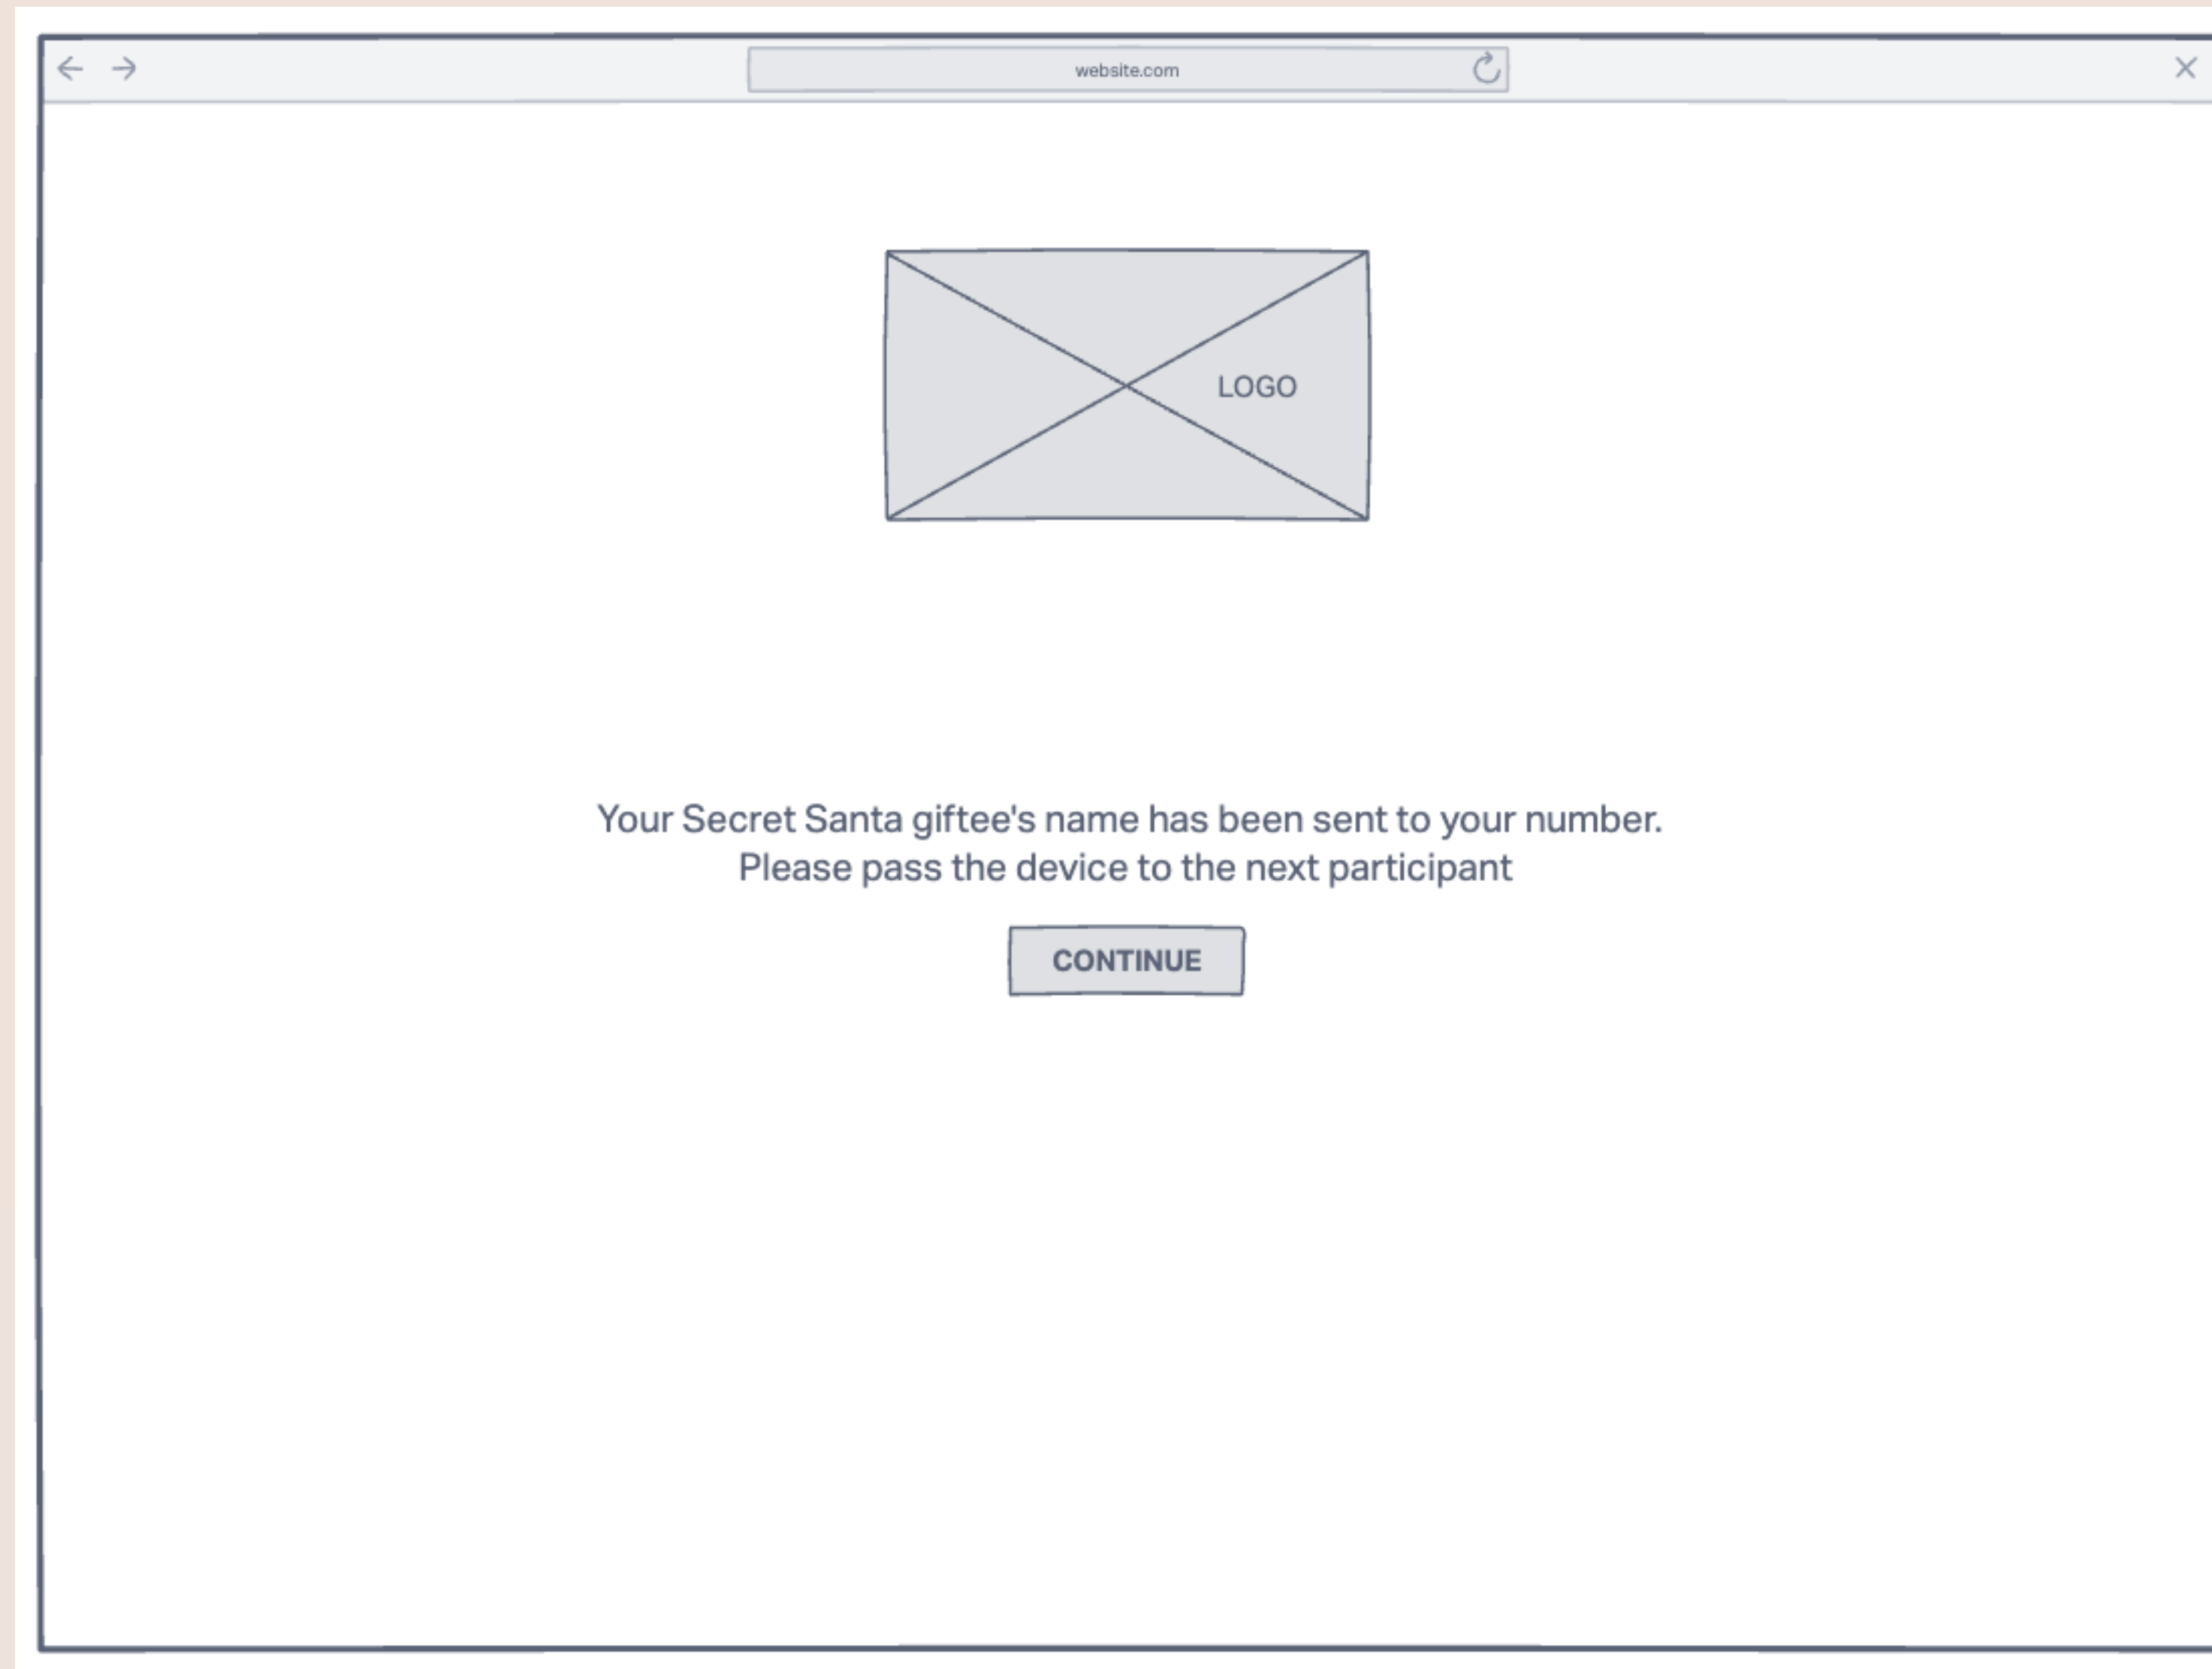 website.com
LOGO
Your Secret Santa giftee's name has been sent to your number.
Please pass the device to the next participant
CONTINUE